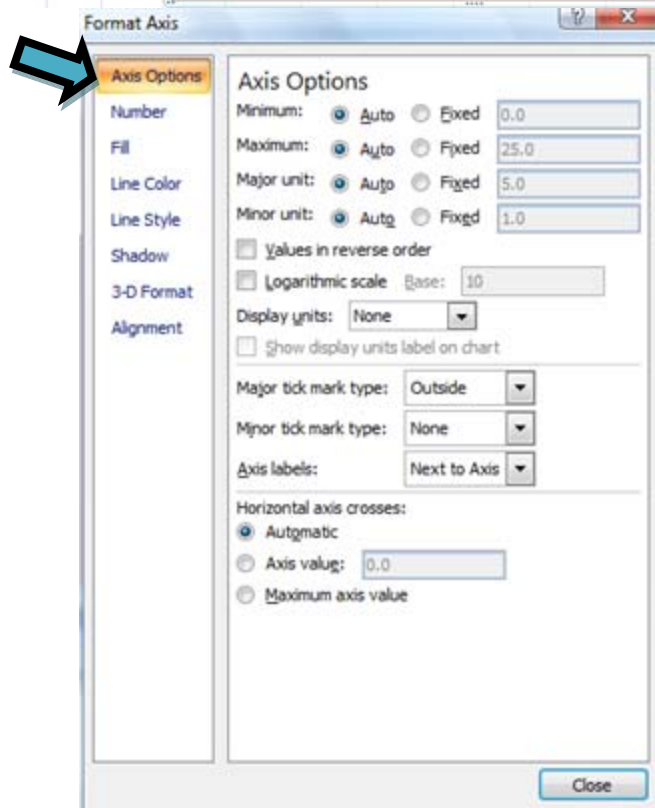 Format Axis
Axis Options
Number
Fill
Line Color
Line Style
Shadow
3-D Format
Alignment
Axis Options
Minimum: Auto Fixed 0.0
Maximum: Auto Fixed 25.0
Major unit: Auto Fixed 5.0
Minor unit: Auto Fixed 1.0
Values in reverse order
Logarithmic scale Base: 10
Display units: None
Show display units label on chart
Major tick mark type: Outside
Minor tick mark type: None
Axis labels: Next to Axis
Horizontal axis crosses:
Automatic
Axis value: 0.0
Maximum axis value
Close